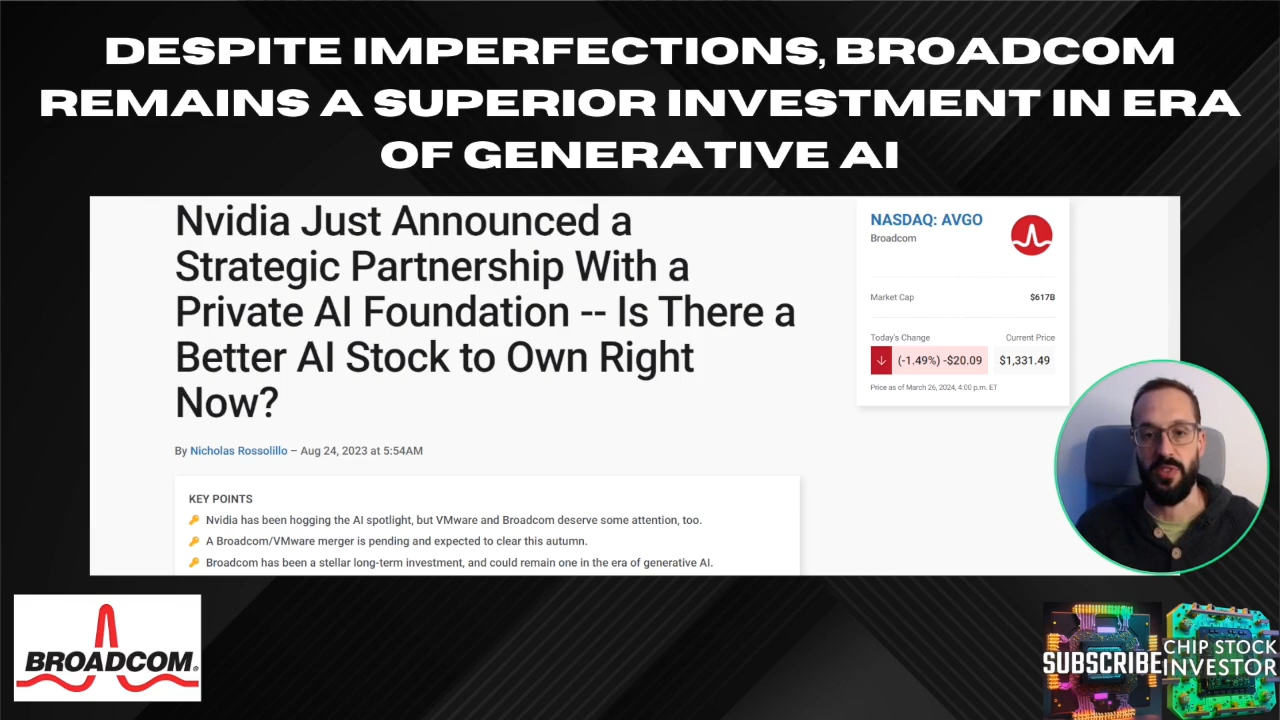 DESPITE IMPERFECTIONS, BROADCOM
REMAINS A SUPERIOR INVESTMENT IN ERA
OF GENERATIVE AI
Nvidia Just Announced a
Strategic Partnership With a
Private AI Foundation -- Is There a
Better AI Stock to Own Right
Now?
By Nicholas Rossolillo – Aug 24, 2023 at 5:54AM
KEY POINTS
Nvidia has been hogging the AI spotlight, but VMware and Broadcom deserve some attention, too.
A Broadcom/VMware merger is pending and expected to clear this autumn.
Broadcom has been a stellar long-term investment, and could remain one in the era of generative AI.
NASDAQ: AVGO
Broadcom
Market Cap $617B
Today's Change Current Price
(-1.49%) -$20.09 $1,331.49
Price as of March 26, 2024, 4:00 p.m. ET
BROADCOM®
SUBSCRIBE
CHIP STOCK
INVESTOR